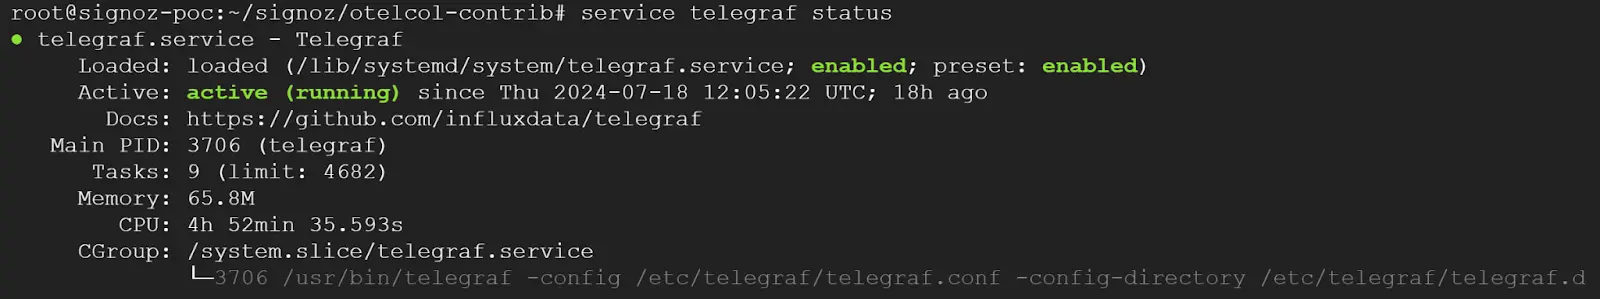 root@signoz-poc:~/signoz/otelcol-contrib# service telegraf status
● telegraf.service - Telegraf
Loaded: loaded (/lib/systemd/system/telegraf.service; enabled; preset: enabled)
Active: active (running) since Thu 2024-07-18 12:05:22 UTC; 18h ago
Docs: https://github.com/influxdata/telegraf
Main PID: 3706 (telegraf)
Tasks: 9 (limit: 4682)
Memory: 65.8M
CPU: 4h 52min 35.593s
CGroup: /system.slice/telegraf.service
└─3706 /usr/bin/telegraf -config /etc/telegraf/telegraf.conf -config-directory /etc/telegraf/telegraf.d